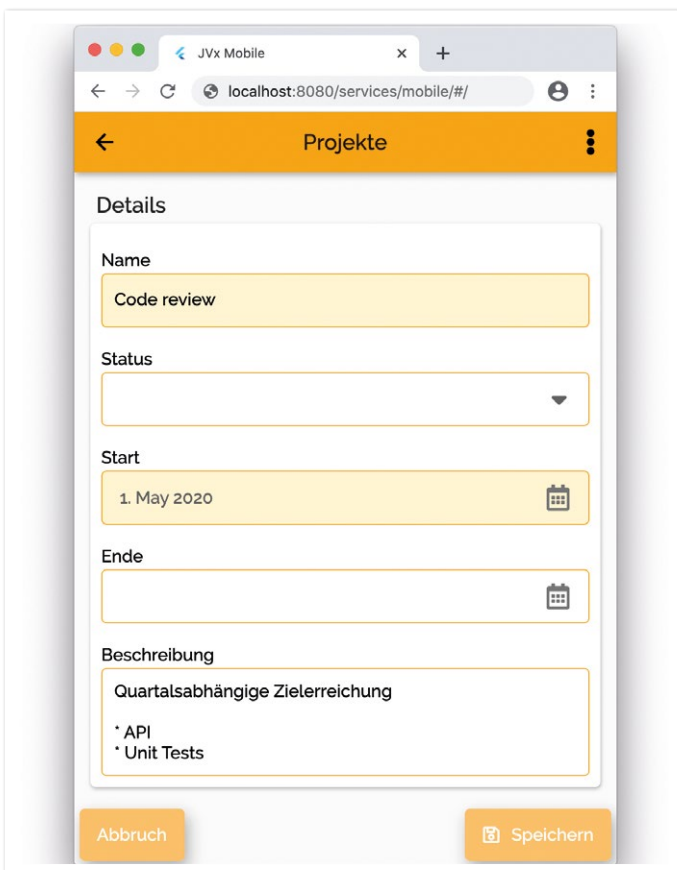 JVx Mobile
localhost:8080/services/mobile/#/
Projekte
Details
Name
Code review
Status
Start
1. May 2020
Ende
Beschreibung
Quartalsabhängige Zielerreichung
* API
* Unit Tests
Abbruch
Speichern